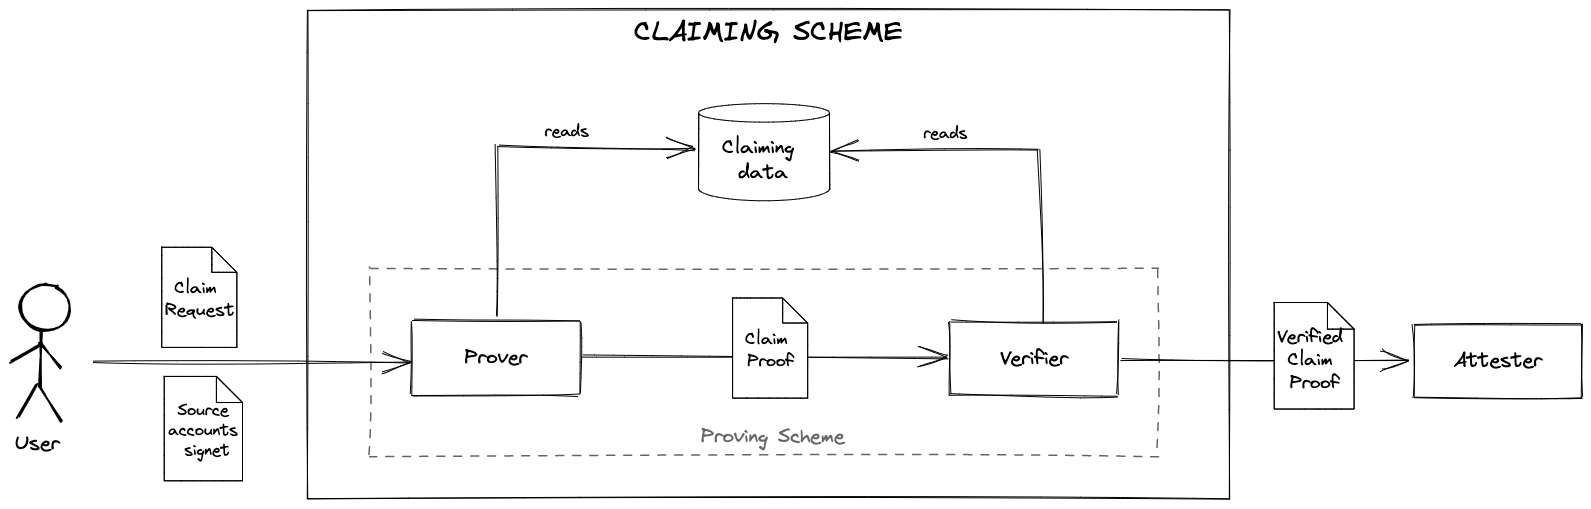 CLAIMING SCHEME
reads
reads
Claiming
data
Claim
Request
Source
accounts
signet
User
Prover
Claim
Proof
Verifier
Proving Scheme
Verified
Claim
Proof
Attester